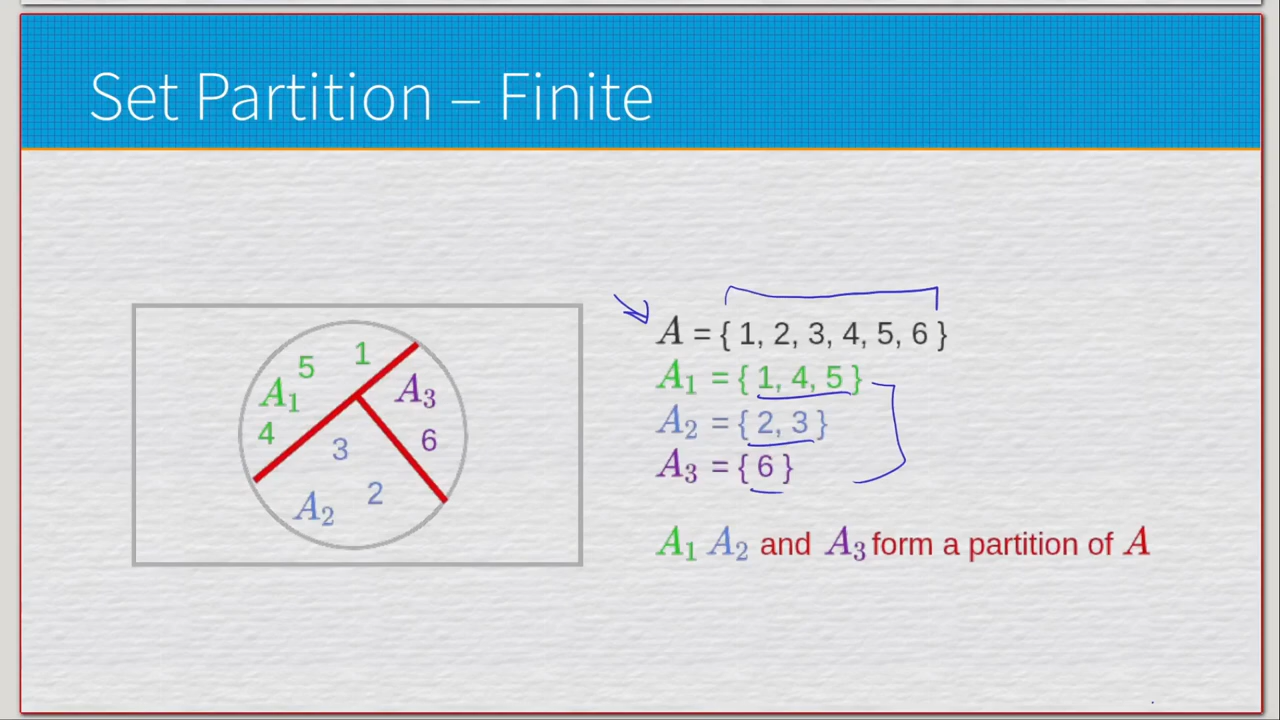 Set Partition – Finite
5 1
A₁ A₃
4 3 6
A₂ 2
A = { 1, 2, 3, 4, 5, 6 }
A₁ = { 1, 4, 5 }
A₂ = { 2, 3 }
A₃ = { 6 }
A₁ A₂ and A₃ form a partition of A